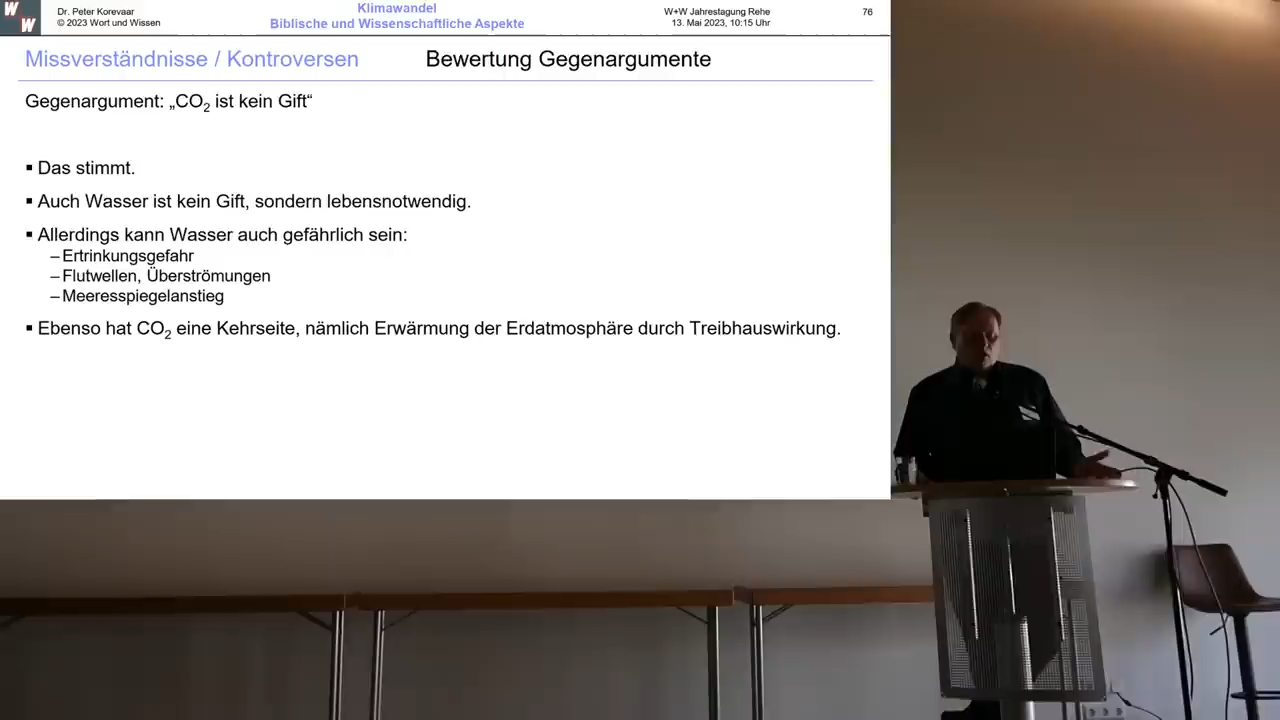 W+W
Dr. Peter Korevaar
© 2023 Wort und Wissen
Klimawandel
Biblische und Wissenschaftliche Aspekte
W+W Jahrestagung Rehe
13. Mai 2023, 10:15 Uhr
76
Missverständnisse / Kontroversen
Bewertung Gegenargumente
Gegenargument: „CO₂ ist kein Gift“
▪ Das stimmt.
▪ Auch Wasser ist kein Gift, sondern lebensnotwendig.
▪ Allerdings kann Wasser auch gefährlich sein:
– Ertrinkungsgefahr
– Flutwellen, Überströmungen
– Meeresspiegelanstieg
▪ Ebenso hat CO₂ eine Kehrseite, nämlich Erwärmung der Erdatmosphäre durch Treibhauswirkung.